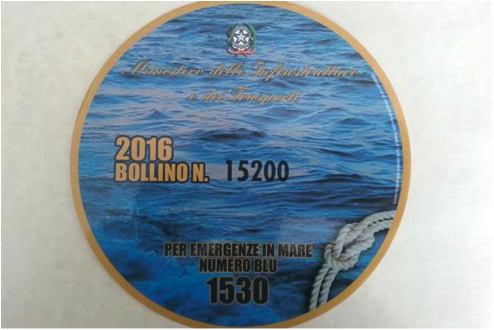 Ministero delle Infrastrutture
e dei Trasporti
2016
BOLLINO N. 15200
PER EMERGENZE IN MARE
NUMERO BLU
1530